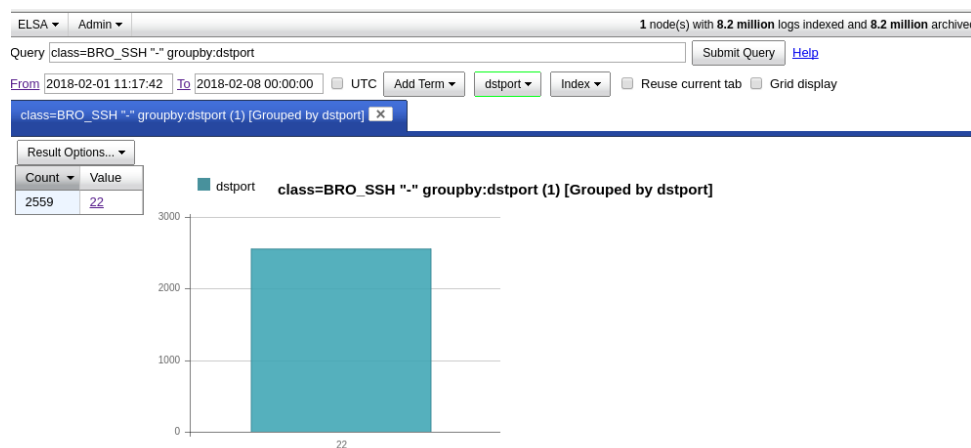 ELSA Admin 1 node(s) with 8.2 million logs indexed and 8.2 million archived
Query class=BRO_SSH "-" groupby:dstport Submit Query Help
From 2018-02-01 11:17:42 To 2018-02-08 00:00:00 UTC Add Term dstport Index Reuse current tab Grid display
class=BRO_SSH "-" groupby:dstport (1) [Grouped by dstport]
Result Options...
Count Value
2559 22
dstport class=BRO_SSH "-" groupby:dstport (1) [Grouped by dstport]
3000
2000
1000
0
22